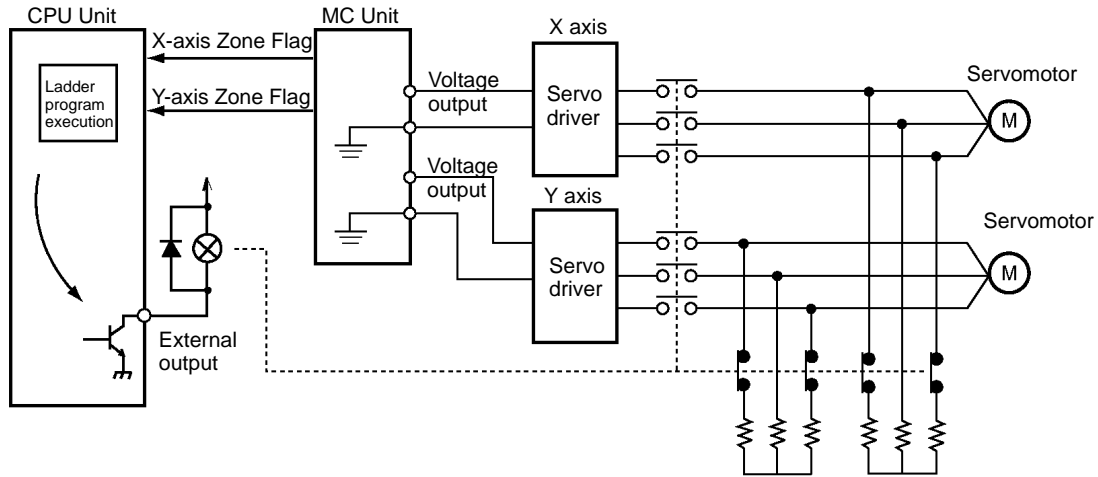 CPU Unit
MC Unit
X-axis Zone Flag
X axis
Ladder
program
execution
Y-axis Zone Flag
Voltage
output
Servo
driver
Servomotor
M
Voltage
output
Y axis
Servo
driver
Servomotor
M
External
output